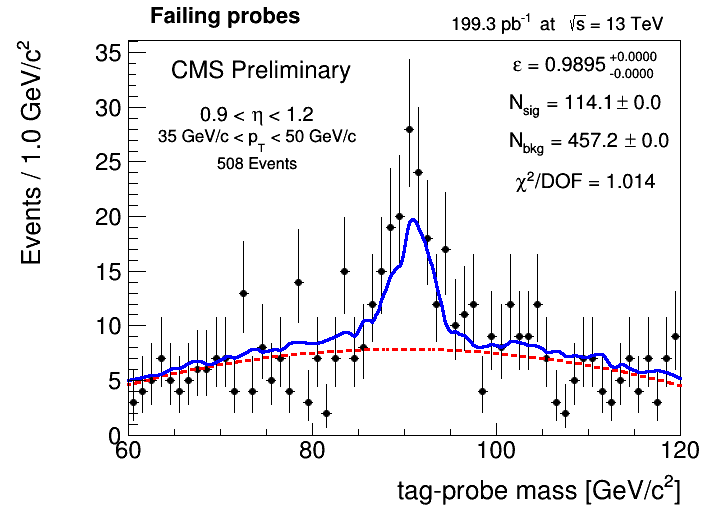 Failing probes
199.3 pb⁻¹ at √s = 13 TeV
CMS Preliminary
0.9 < η < 1.2
35 GeV/c < p_T < 50 GeV/c
508 Events
ε = 0.9895 +0.0000 -0.0000
N_sig = 114.1 ± 0.0
N_bkg = 457.2 ± 0.0
χ²/DOF = 1.014
Events / 1.0 GeV/c²
35
30
25
20
15
10
5
0
60 80 100 120
tag-probe mass [GeV/c²]